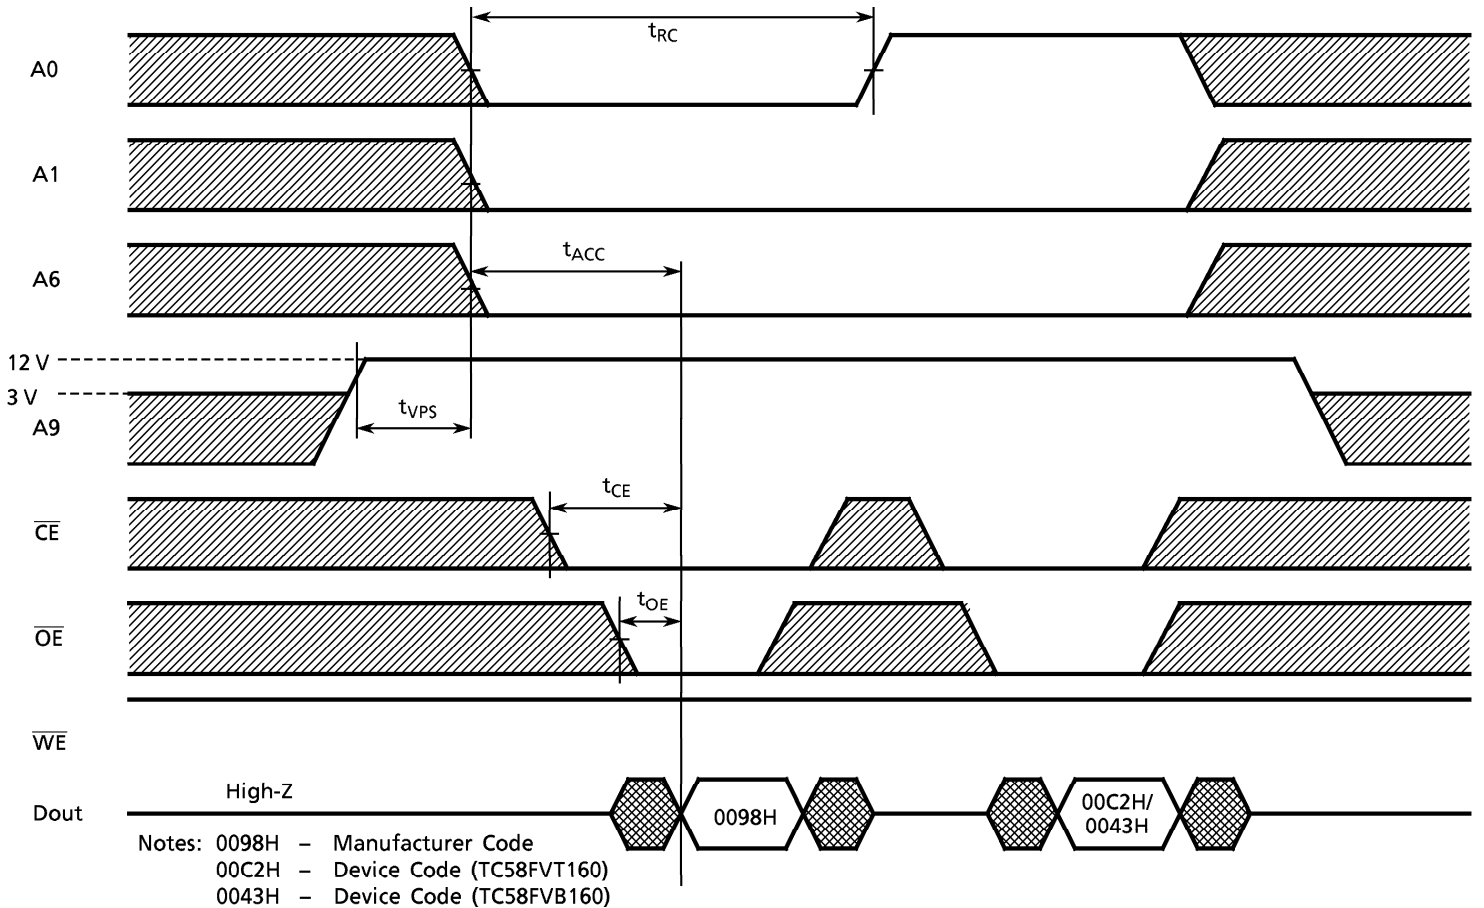 tRC
A0
A1
tACC
A6
12 V
3 V
tVPS
A9
tCE
CE
tOE
OE
WE
High-Z
Dout
0098H
00C2H/
0043H
Notes: 0098H – Manufacturer Code
00C2H – Device Code (TC58FVT160)
0043H – Device Code (TC58FVB160)